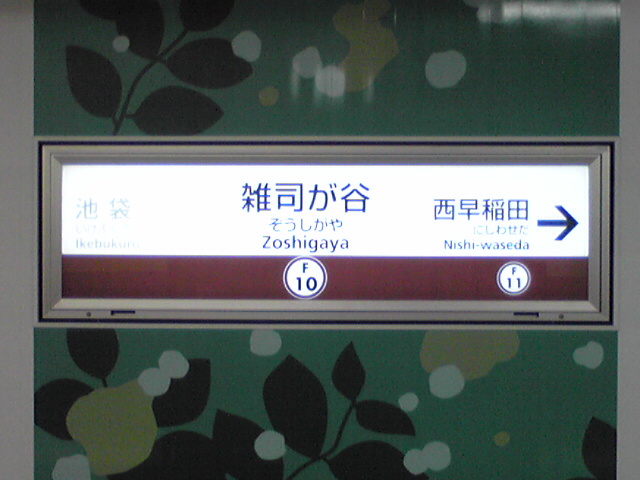 池袋
Ikebukuro
雑司が谷
ぞうしがや
Zoshigaya
F
10
西早稲田
にしわせだ
Nishi-waseda
F
11